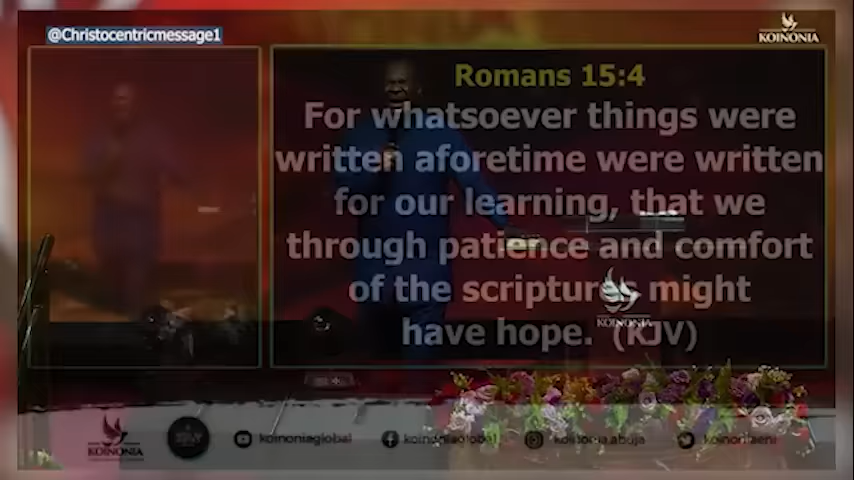 @Christocentricmessage1
KOINONIA
Romans 15:4
For whatsoever things were
written aforetime were written
for our learning, that we
through patience and comfort
of the scriptures might
have hope. (KJV)
KOINONIA
KOINONIA
koinoniaglobal
koinoniaglobal
koinonia.abuja
koinoniaeni